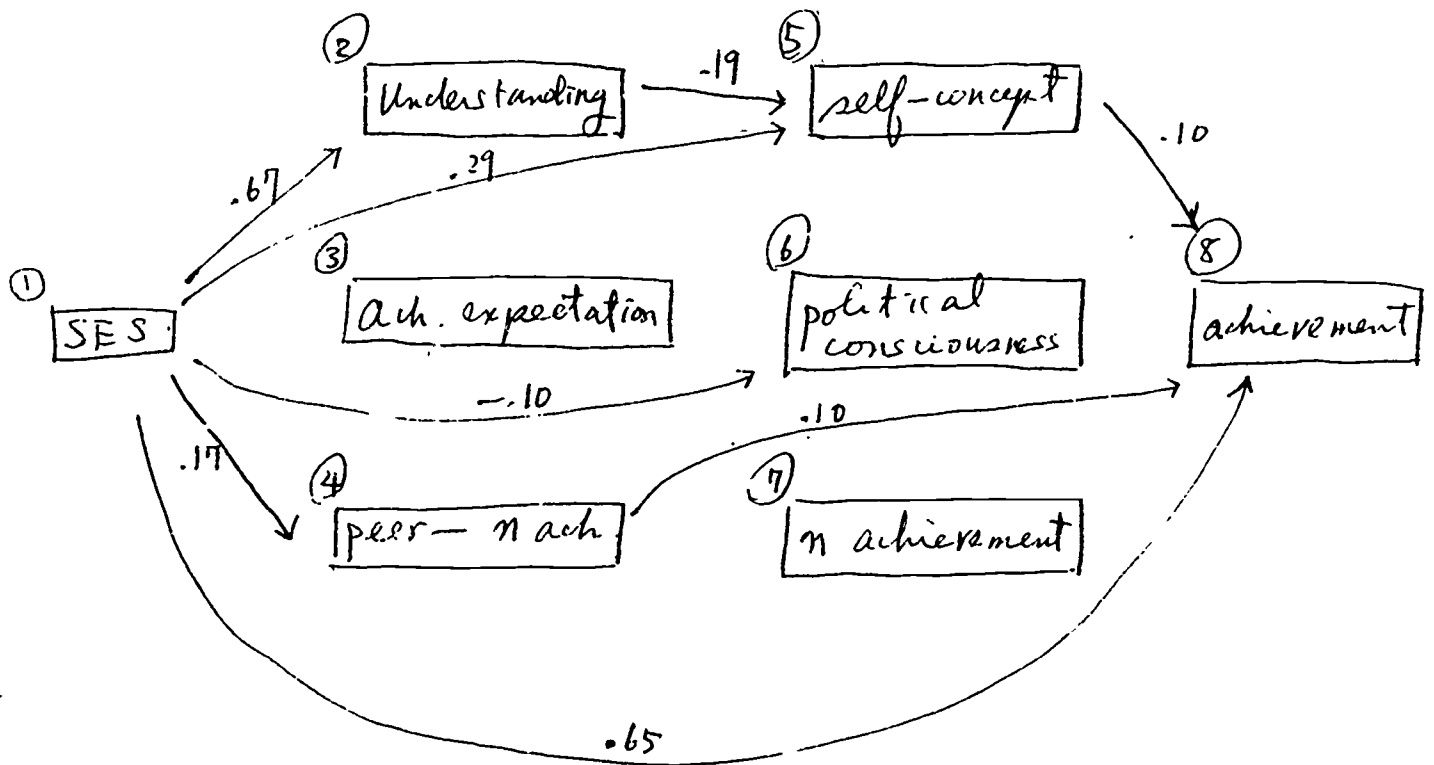 ②
⑤
Understanding
.19
self-concept
.10
.67
.29
①
③
⑥
⑧
SES
ach. expectation
political
consciousness
achievement
-.10
.10
.17
④
⑦
peer - n ach.
n achievement
.65